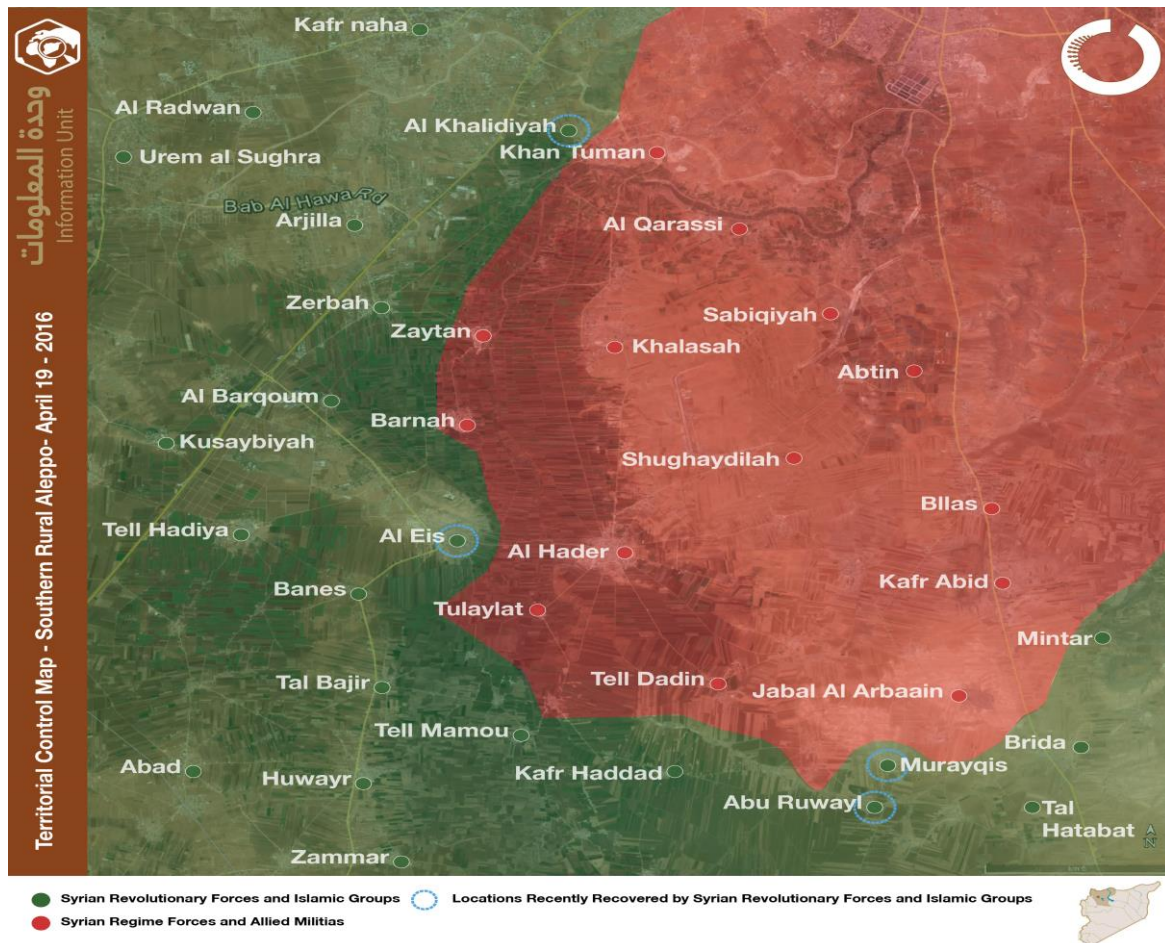 وحدة المعلومات
Information Unit
Territorial Control Map - Southern Rural Aleppo- April 19 - 2016
Kafr naha
Al Radwan
Al Khalidiyah
Urem al Sughra
Khan Tuman
Bab Al Hawa Rd
Arjilla
Al Qarassi
Zerbah
Sabiqiyah
Zaytan
Khalasah
Abtin
Al Barqoum
Barnah
Kusaybiyah
Shughaydilah
Bllas
Tell Hadiya
Al Eis
Al Hader
Kafr Abid
Banes
Tulaylat
Mintar
Tal Bajir
Tell Dadin
Jabal Al Arbaain
Tell Mamou
Brida
Abad
Huwayr
Kafr Haddad
Murayqis
Abu Ruwayl
Tal
Hatabat
N
Zammar
Syrian Revolutionary Forces and Islamic Groups
Locations Recently Recovered by Syrian Revolutionary Forces and Islamic Groups
Syrian Regime Forces and Allied Militias